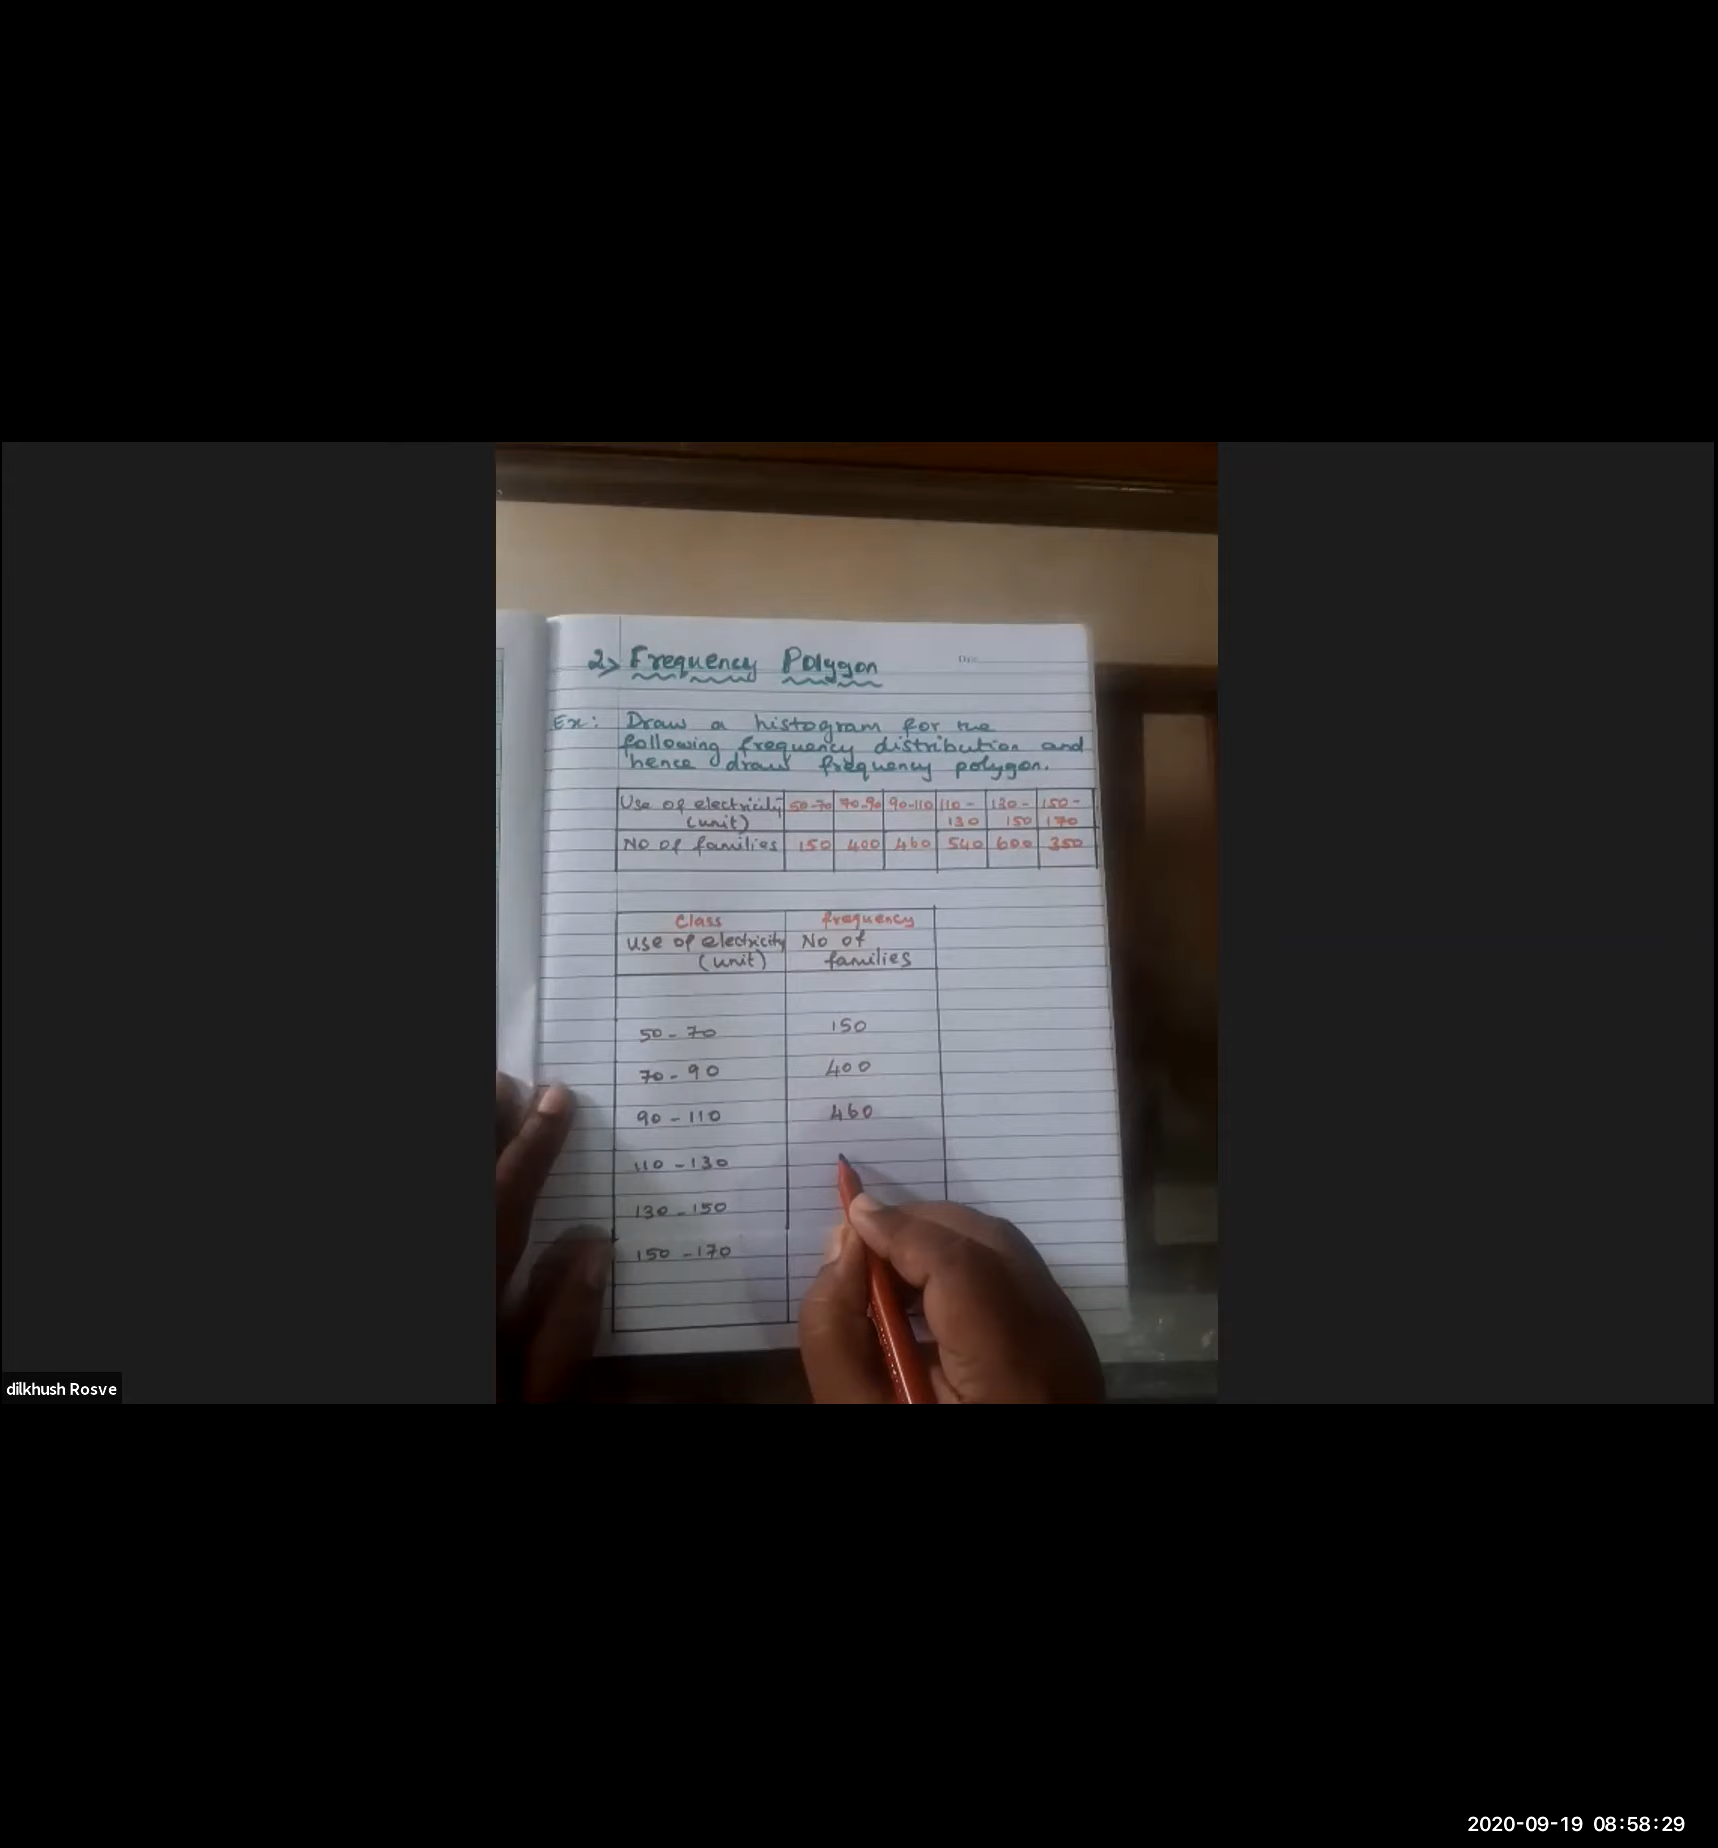 2> Frequency Polygon
Date
Ex: Draw a histogram for the
following frequency distribution and
hence draw frequency polygon.
Use of electricity 50-70 70-90 90-110 110- 130- 150-
(unit) 130 150 170
No of families 150 400 460 540 600 350
Class frequency
use of electricity No of
(unit) families
50-70 150
70-90 400
90-110 460
110-130
130-150
150-170
dilkhush Rosve
2020-09-19 08:58:29